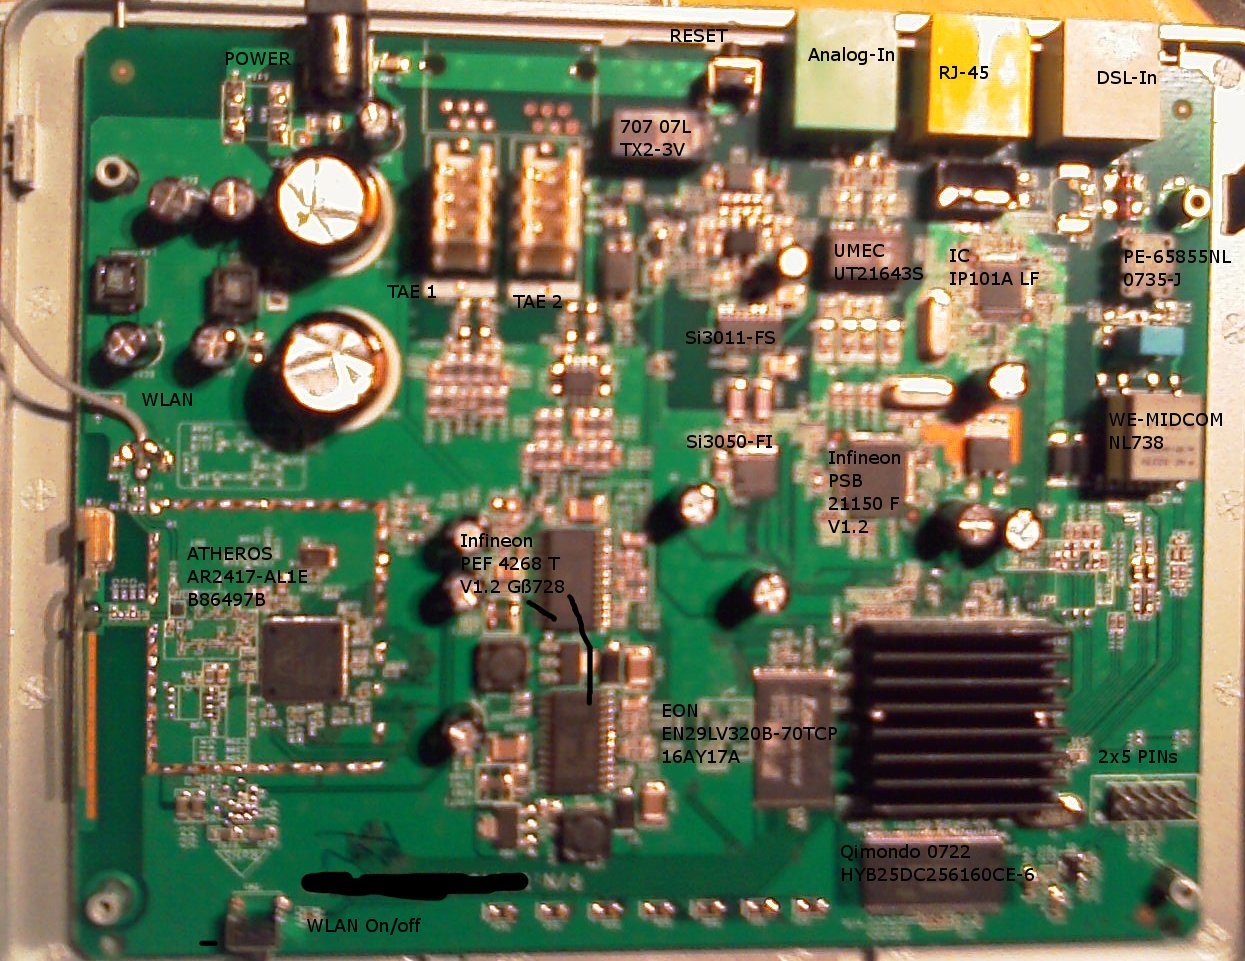 RESET
POWER
Analog-In
RJ-45
DSL-In
707 07L
TX2-3V
UMEC
UT21643S
IC
IP101A LF
PE-65855NL
0735-J
TAE 1
TAE 2
Si3011-FS
WLAN
WE-MIDCOM
NL738
Si3050-FI
Infineon
PSB
21150 F
V1.2
Infineon
PEF 4268 T
V1.2 Gß728
ATHEROS
AR2417-AL1E
B86497B
EON
EN29LV320B-70TCP
16AY17A
2x5 PINs
Qimondo 0722
HYB25DC256160CE-6
P/N:
WLAN On/off